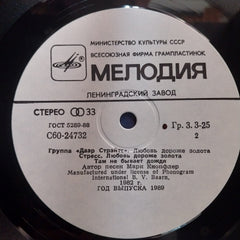 МИНИСТЕРСТВО КУЛЬТУРЫ СССР
ВСЕСОЮЗНАЯ ФИРМА ГРАМПЛАСТИНОК
МЕЛОДИЯ
ЛЕНИНГРАДСКИЙ ЗАВОД
СТЕРЕО 33
ГОСТ 5289-88
Гр. 3.3-25
С60-24732
2
Группа «Дайр Стрэйтс». Любовь дороже золота
Стресс. Любовь дороже золота
Там не бывает дождя
Автор песен Марк Кнопфлер
Manufactured under license of Phonogram
International B. V. Baarn,
1982 г.
ГОД ВЫПУСКА 1989